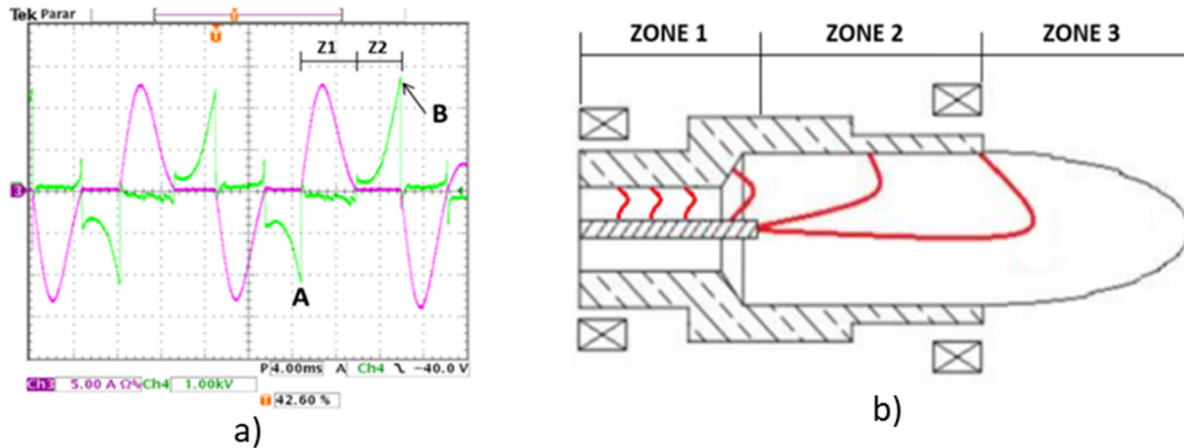 Tek Parar
T
T
Z1 Z2
B
3
A
P 4.00ms A Ch4 -40.0 V
Ch3 5.00 A Ω Ch4 1.00kV
T 42.60 %
a)
ZONE 1 ZONE 2 ZONE 3
b)